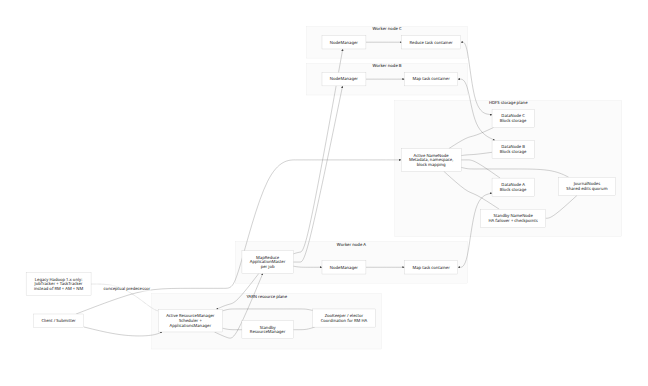 Worker node C
NodeManager
Reduce task container
Worker node B
NodeManager
Map task container
HDFS storage plane
DataNode C
Block storage
DataNode B
Block storage
Active NameNode
Metadata, namespace,
block mapping
DataNode A
Block storage
JournalNodes
Shared edits quorum
Standby NameNode
HA failover + checkpoints
Worker node A
MapReduce
ApplicationMaster
per job
NodeManager
Map task container
Legacy Hadoop 1.x only:
JobTracker + TaskTracker
instead of RM + AM + NM
conceptual predecessor
YARN resource plane
Client / Submitter
Active ResourceManager
Scheduler +
ApplicationsManager
Standby
ResourceManager
ZooKeeper / elector
Coordination for RM HA